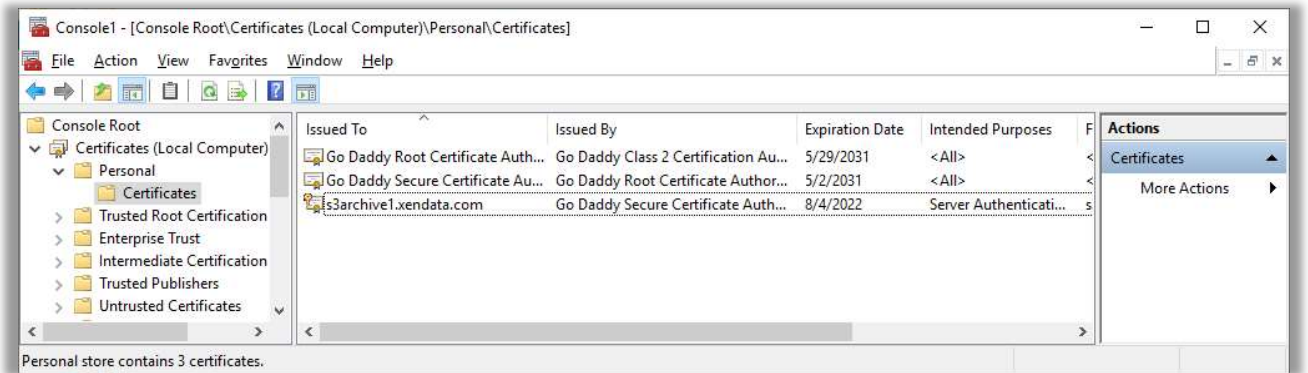 Console1 - [Console Root\Certificates (Local Computer)\Personal\Certificates]
File Action View Favorites Window Help
Console Root
Certificates (Local Computer)
Personal
Certificates
Trusted Root Certification
Enterprise Trust
Intermediate Certification
Trusted Publishers
Untrusted Certificates
Issued To Issued By Expiration Date Intended Purposes F
Go Daddy Root Certificate Auth... Go Daddy Class 2 Certification Au... 5/29/2031 <All> <
Go Daddy Secure Certificate Au... Go Daddy Root Certificate Author... 5/2/2031 <All> <
s3archive1.xendata.com Go Daddy Secure Certificate Auth... 8/4/2022 Server Authenticati... s
Actions
Certificates
More Actions
Personal store contains 3 certificates.